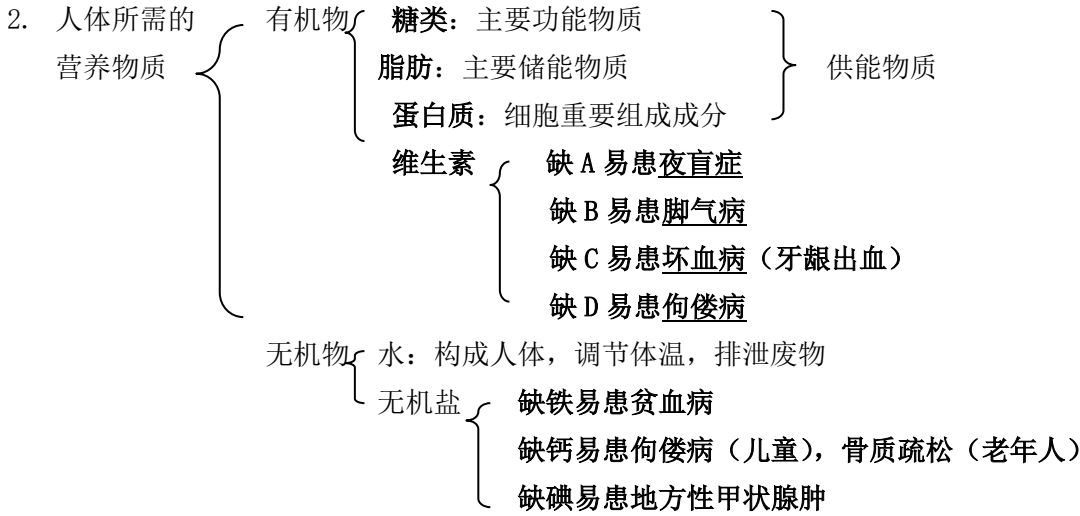 2. 人体所需的 有机物 糖类：主要功能物质
营养物质 脂肪：主要储能物质 供能物质
蛋白质：细胞重要组成成分
维生素 缺 A 易患夜盲症
缺 B 易患脚气病
缺 C 易患坏血病（牙龈出血）
缺 D 易患佝偻病
无机物 水：构成人体，调节体温，排泄废物
无机盐 缺铁易患贫血病
缺钙易患佝偻病（儿童），骨质疏松（老年人）
缺碘易患地方性甲状腺肿